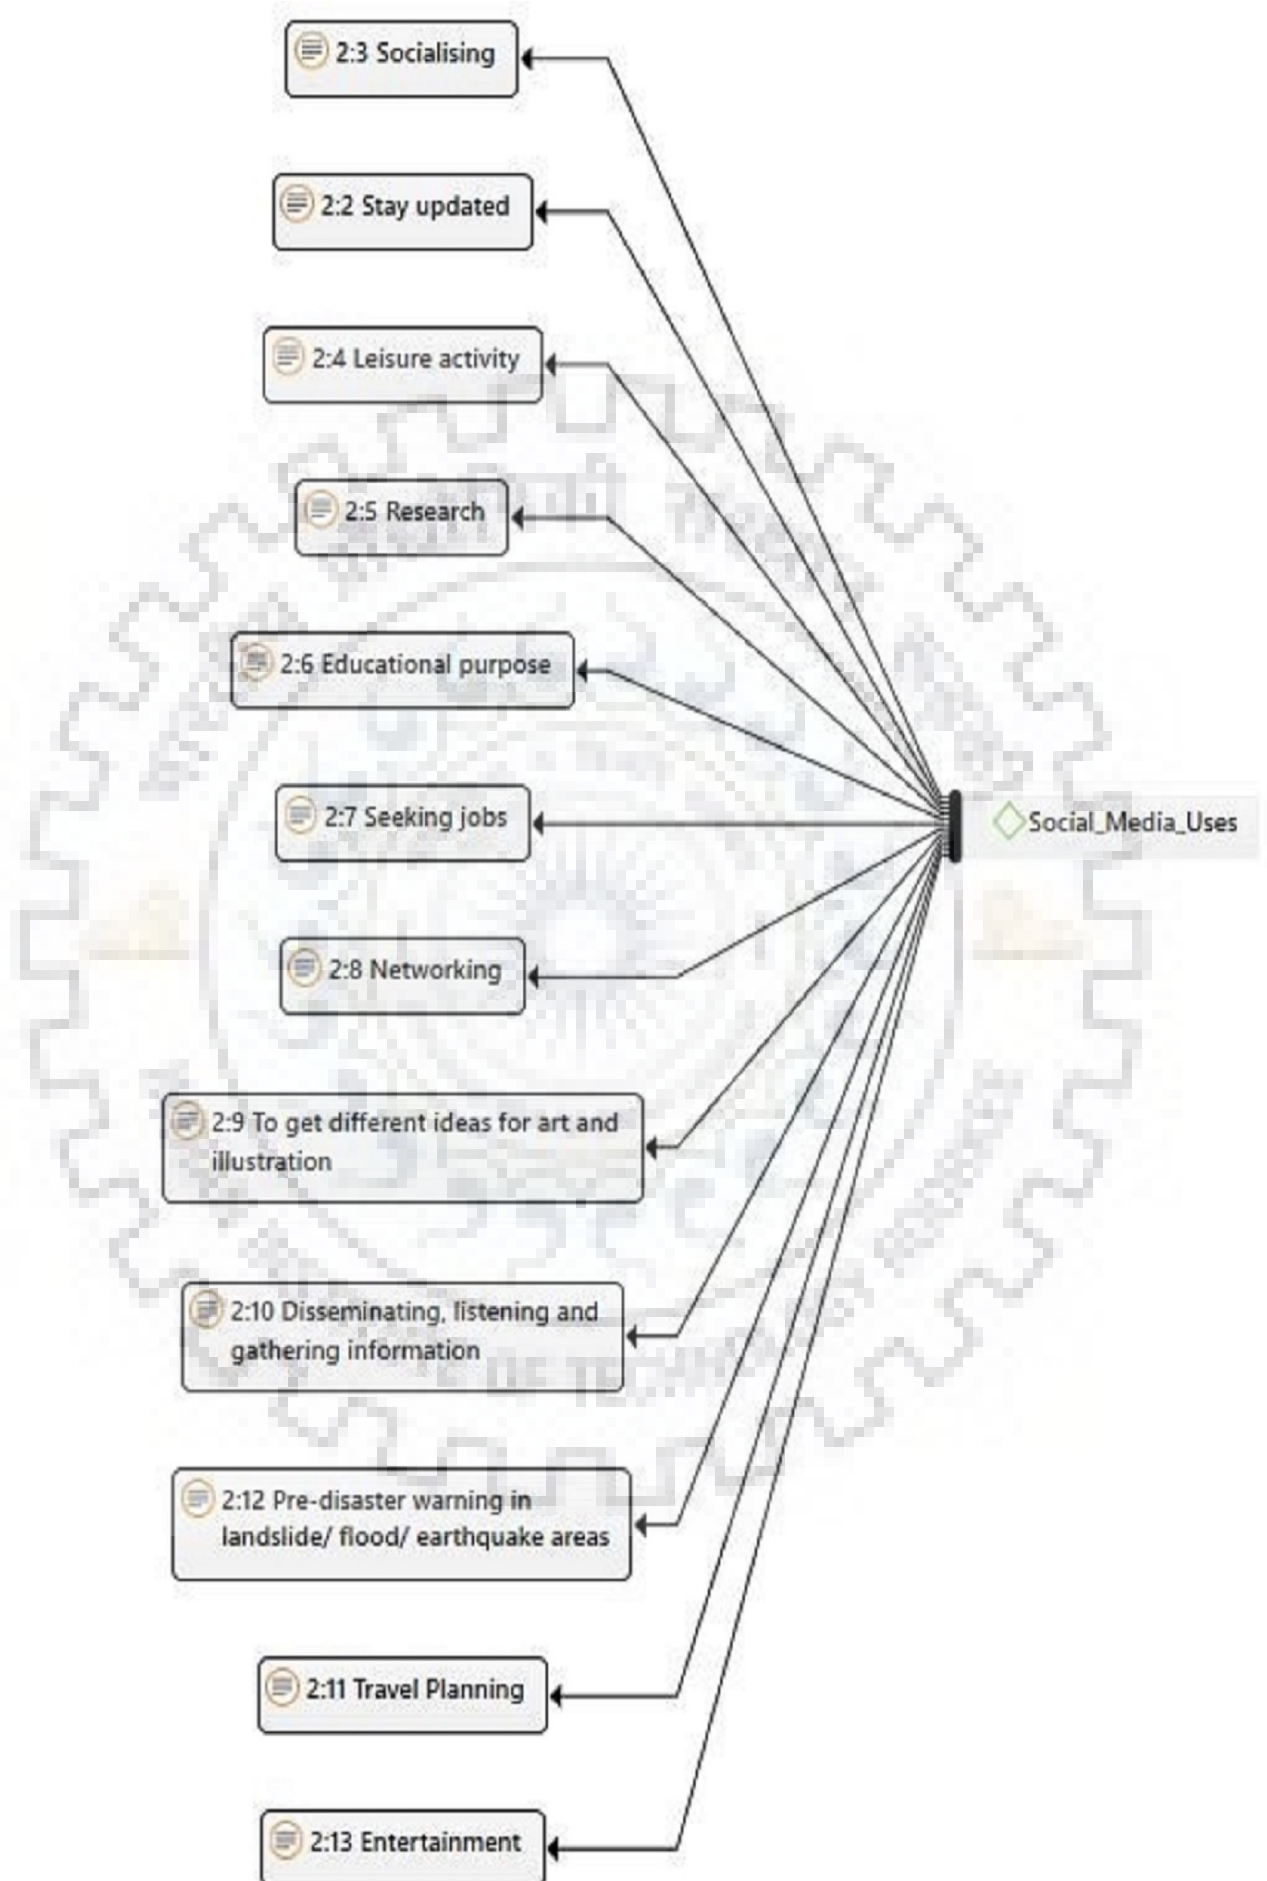 2:3 Socialising
2:2 Stay updated
2:4 Leisure activity
2:5 Research
2:6 Educational purpose
2:7 Seeking jobs
Social_Media_Uses
2:8 Networking
2:9 To get different ideas for art and
illustration
2:10 Disseminating, listening and
gathering information
2:12 Pre-disaster warning in
landslide/ flood/ earthquake areas
2:11 Travel Planning
2:13 Entertainment